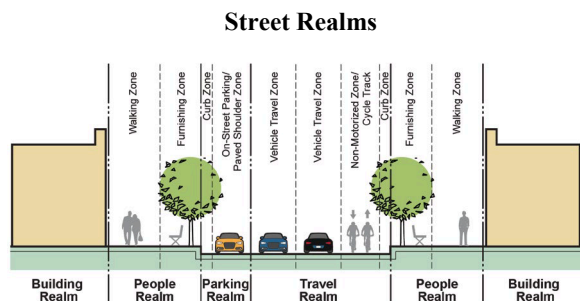 Street Realms
Walking Zone
Furnishing Zone
Curb Zone
On-Street Parking/
Paved Shoulder Zone
Vehicle Travel Zone
Vehicle Travel Zone
Non-Motorized Zone/
Cycle Track
Curb Zone
Furnishing Zone
Walking Zone
Building
Realm
People
Realm
Parking
Realm
Travel
Realm
People
Realm
Building
Realm